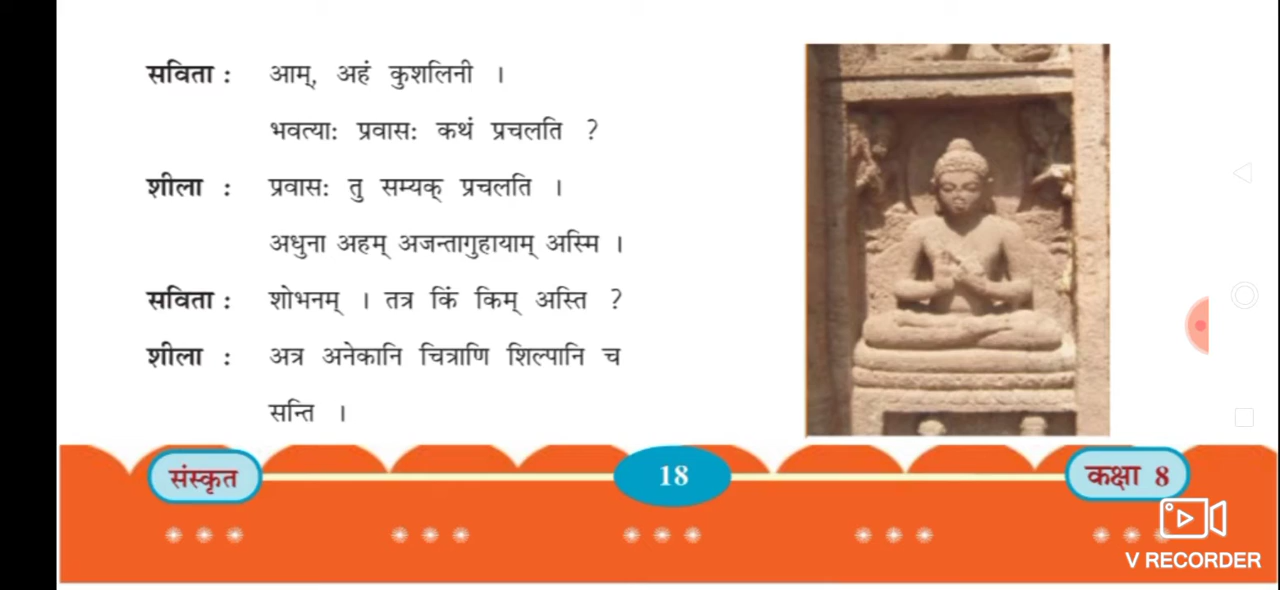 सविता : आम्, अहं कुशलिनी ।
भवत्याः प्रवासः कथं प्रचलति ?
शीला : प्रवासः तु सम्यक् प्रचलति ।
अधुना अहम् अजन्तागुहायाम् अस्मि ।
सविता : शोभनम् । तत्र किं किम् अस्ति ?
शीला : अत्र अनेकानि चित्राणि शिल्पानि च
सन्ति ।
संस्कृत 18 कक्षा 8
V RECORDER